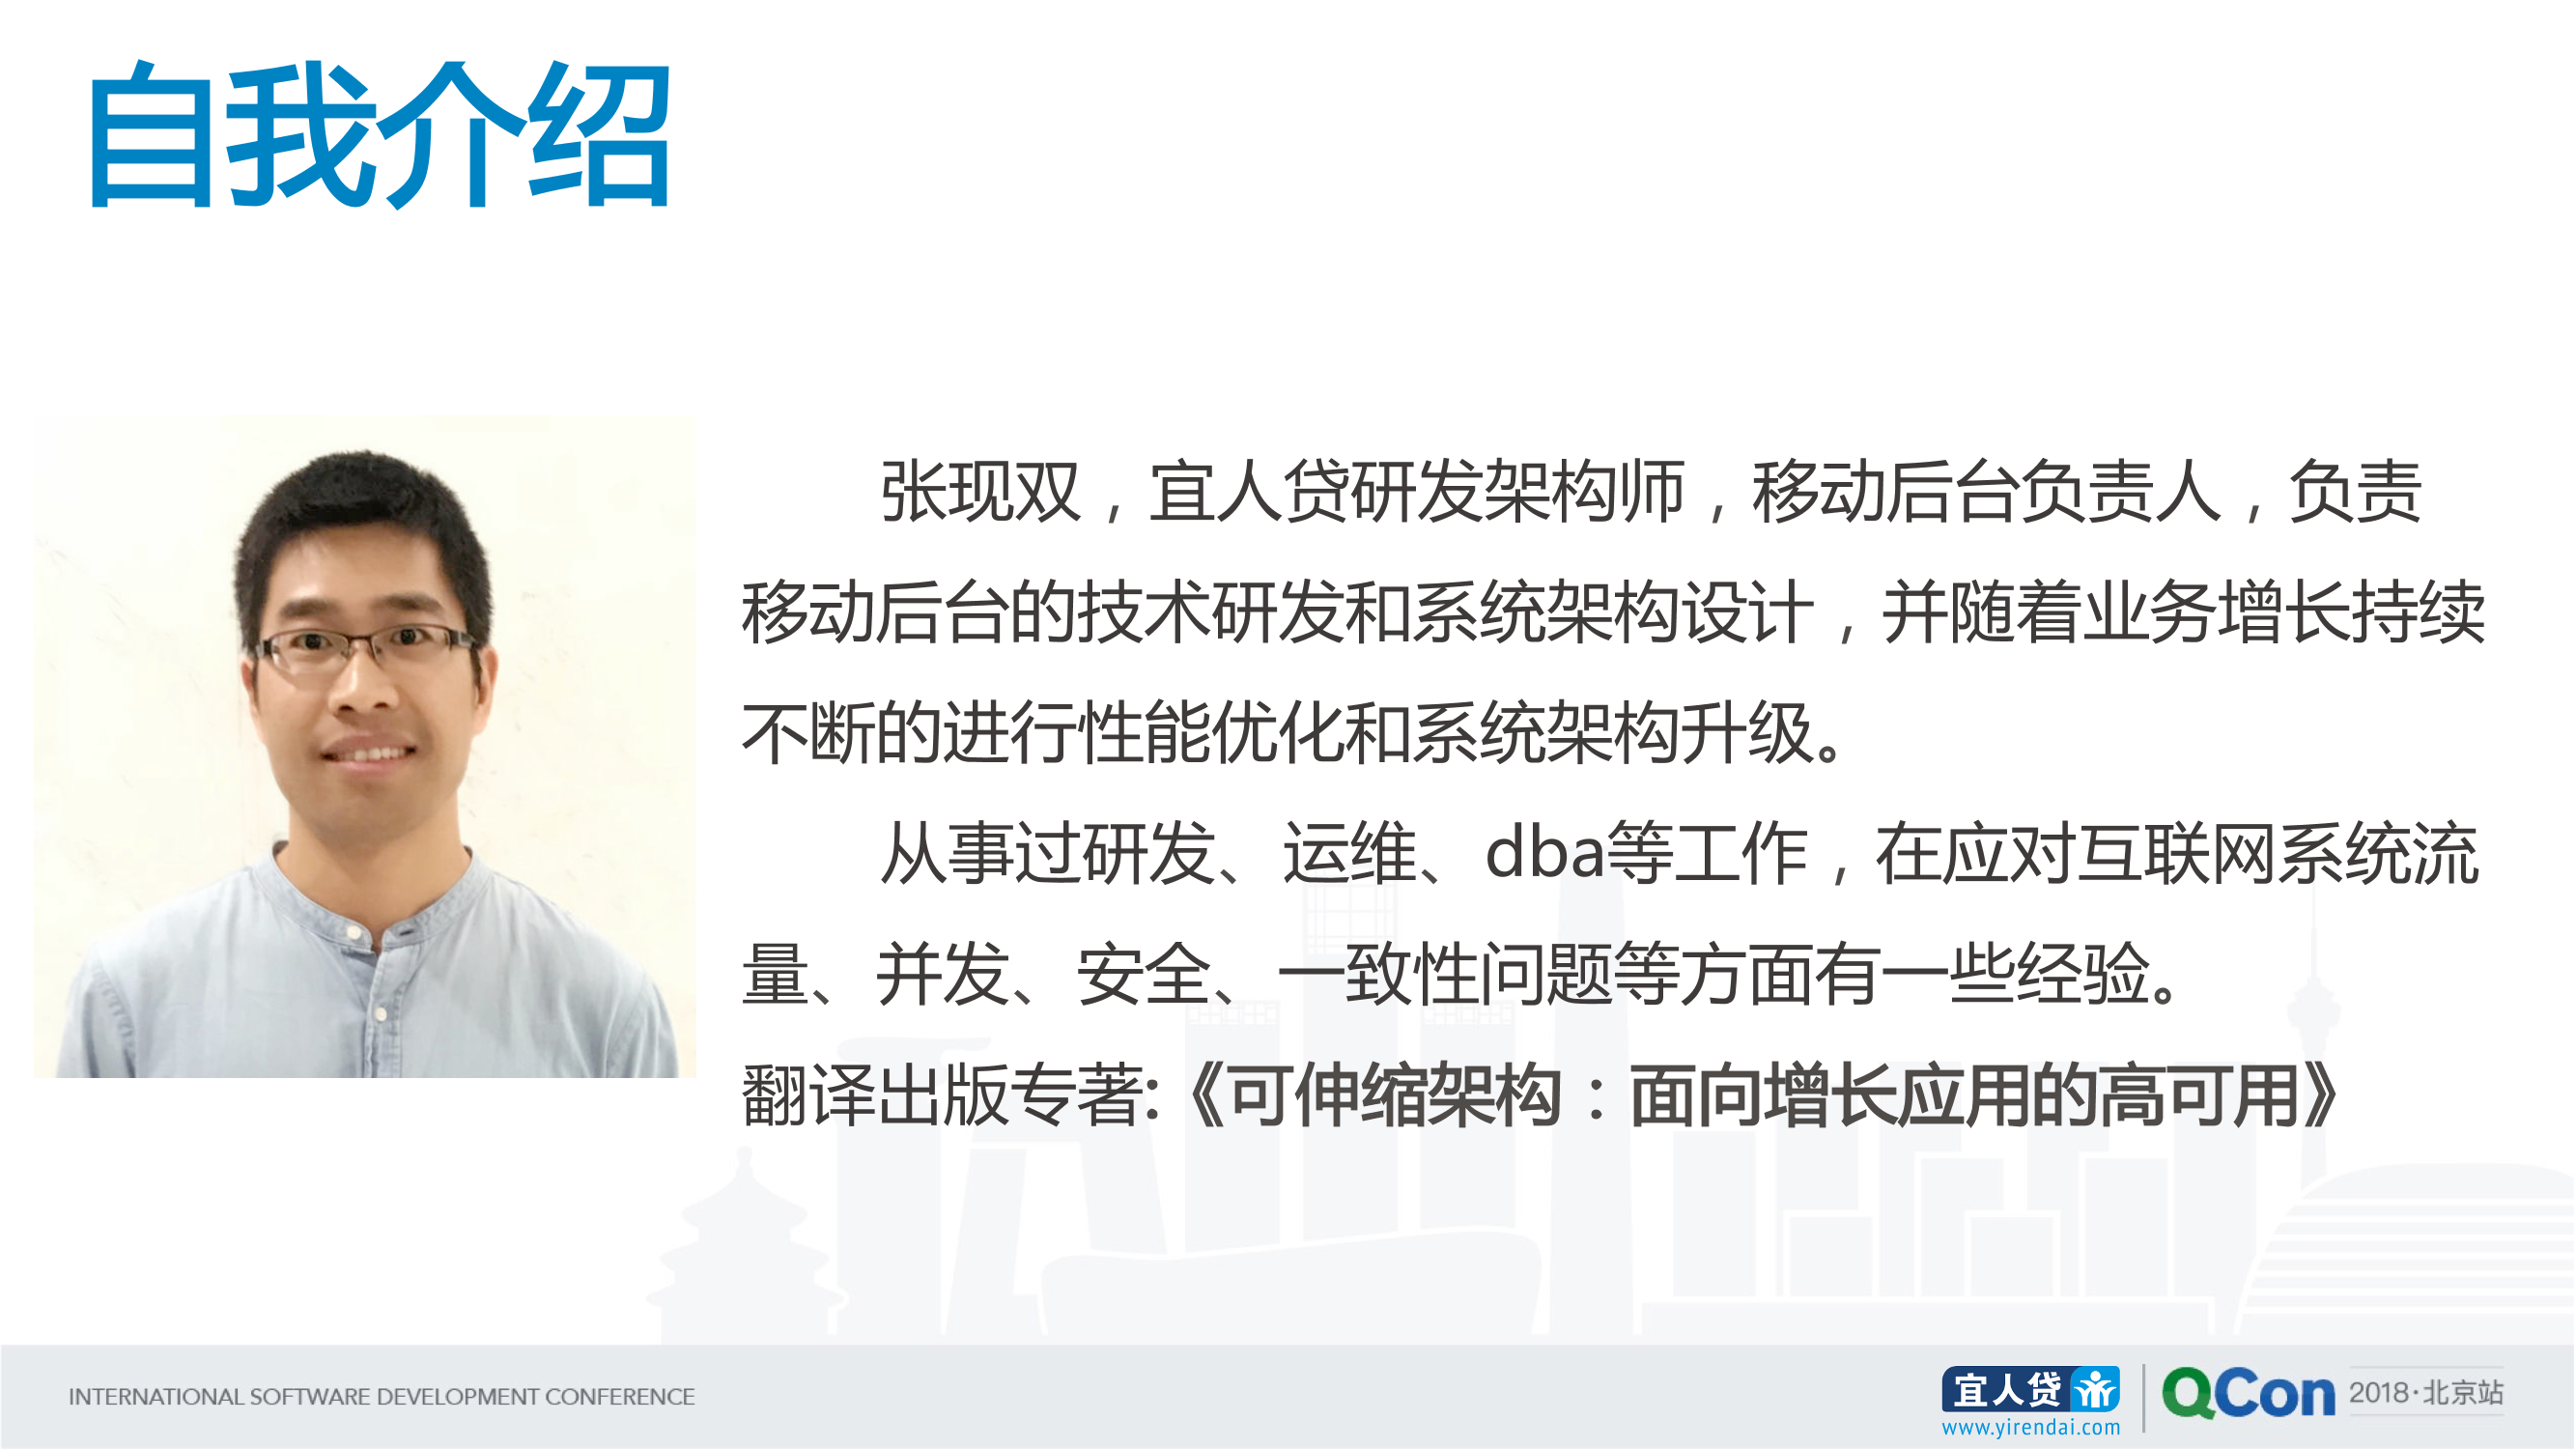 自我介绍
张现双，宜人贷研发架构师，移动后台负责人，负责
移动后台的技术研发和系统架构设计，并随着业务增长持续
不断的进行性能优化和系统架构升级。
从事过研发、运维、dba等工作，在应对互联网系统流
量、并发、安全、一致性问题等方面有一些经验。
翻译出版专著:《可伸缩架构：面向增长应用的高可用》
INTERNATIONAL SOFTWARE DEVELOPMENT CONFERENCE
宜人贷
www.yirendai.com
QCon 2018·北京站